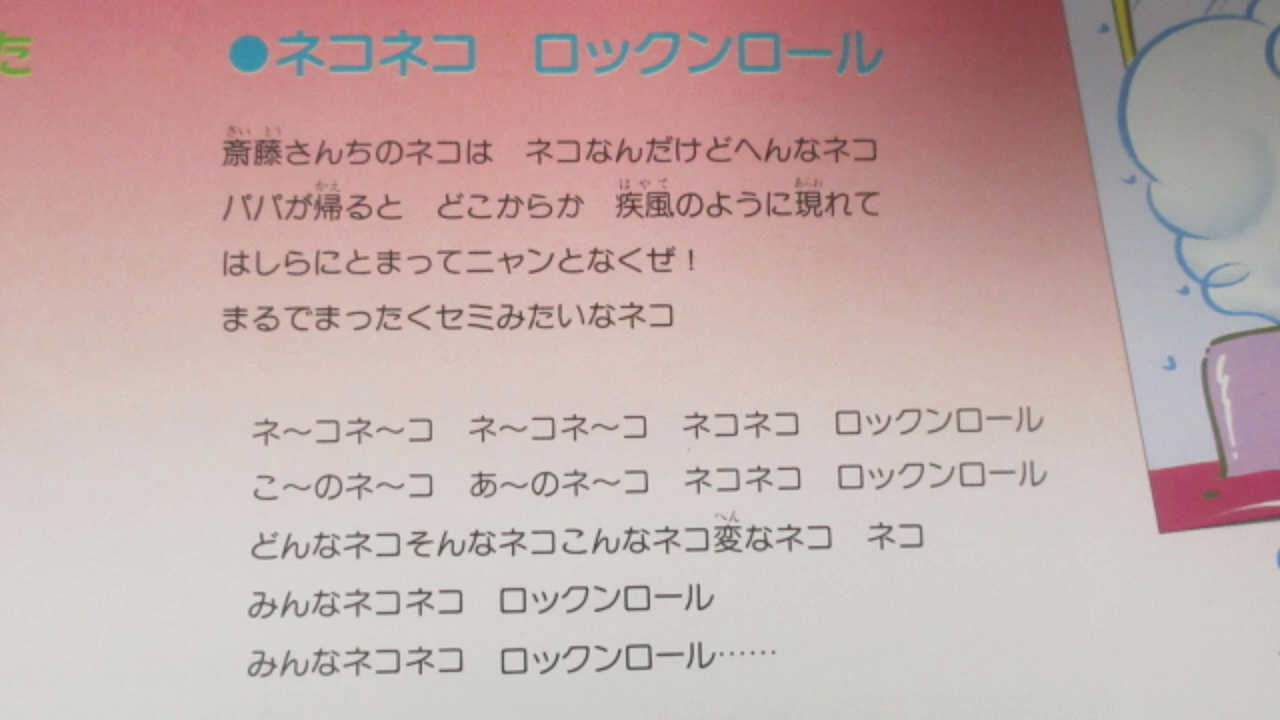 た
●ネコネコ　ロックンロール
斎藤さんちのネコは　ネコなんだけどへんなネコ
パパが帰ると　どこからか　疾風のように現れて
はしらにとまってニャンとなくぜ！
まるでまったくセミみたいなネコ
ネ〜コネ〜コ　ネ〜コネ〜コ　ネコネコ　ロックンロール
こ〜のネ〜コ　あ〜のネ〜コ　ネコネコ　ロックンロール
どんなネコそんなネコこんなネコ変なネコ　ネコ
みんなネコネコ　ロックンロール
みんなネコネコ　ロックンロール……